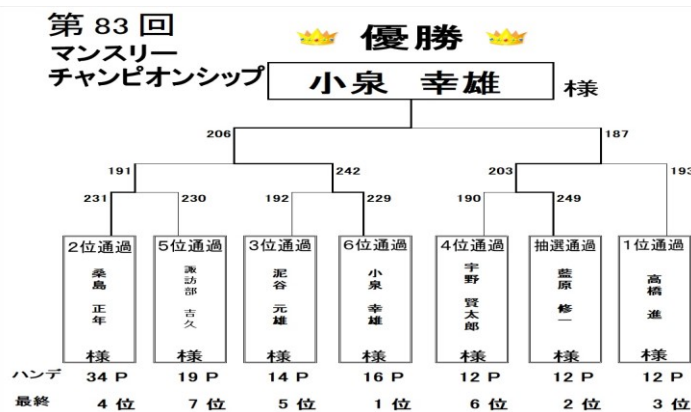 第 83 回
マンスリー
チャンピオンシップ
優勝
小泉 幸雄 様
206 187
191 242 203 193
231 230 192 229 190 249
2位通過 5位通過 3位通過 6位通過 4位通過 抽選通過 1位通過
桑島 正年 様
諏訪部 吉久 様
泥谷 元雄 様
小泉 幸雄 様
宇野 賢太郎 様
藍原 修一 様
高橋 進 様
ハンデ 34 P 19 P 14 P 16 P 12 P 12 P 12 P
最終 4 位 7 位 5 位 1 位 6 位 2 位 3 位